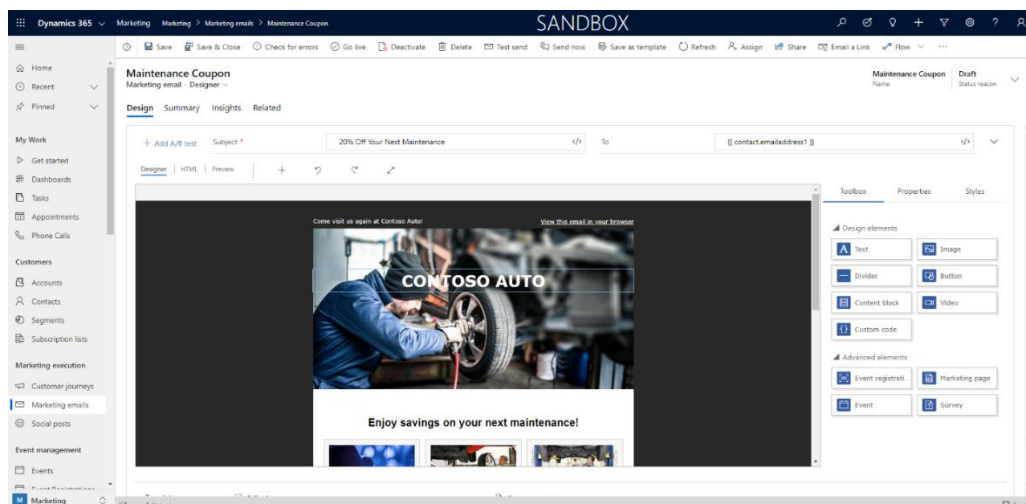 Dynamics 365 Marketing Marketing > Marketing emails > Maintenance Coupon SANDBOX
Save Save & Close Check for errors Go live Deactivate Delete Test send Send now Save as template Refresh Assign Share Email a Link Flow
Home
Recent
Pinned
My Work
Get started
Dashboards
Tasks
Appointments
Phone Calls
Customers
Accounts
Contacts
Segments
Subscription lists
Marketing execution
Customer journeys
Marketing emails
Social posts
Event management
Events
Event Registrations
M Marketing
Maintenance Coupon
Marketing email · Designer
Maintenance Coupon
Name
Draft
Status reason
Design Summary Insights Related
+ Add A/B test Subject * 20% Off Your Next Maintenance </> To {{ contact.emailaddress1 }} </>
Designer | HTML | Preview
Come visit us again at Contoso Auto! View this email in your browser
CONTOSO AUTO
Enjoy savings on your next maintenance!
Toolbox Properties Styles
Design elements
Text Image
Divider Button
Content block Video
Custom code
Advanced elements
Event registrati... Marketing page
Event Survey